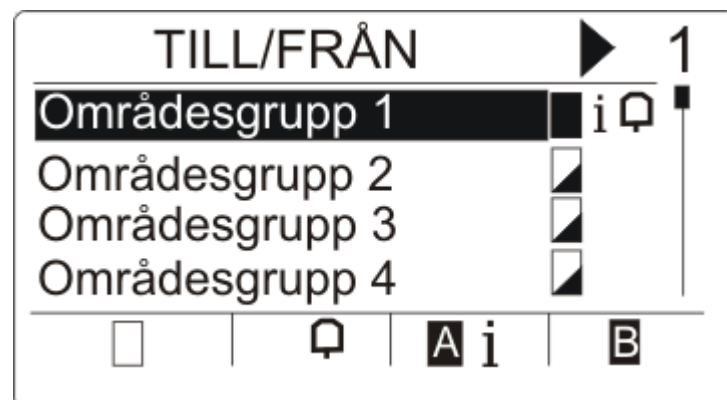 TILL/FRÅN 1
Områdesgrupp 1 i
Områdesgrupp 2
Områdesgrupp 3
Områdesgrupp 4
A i B